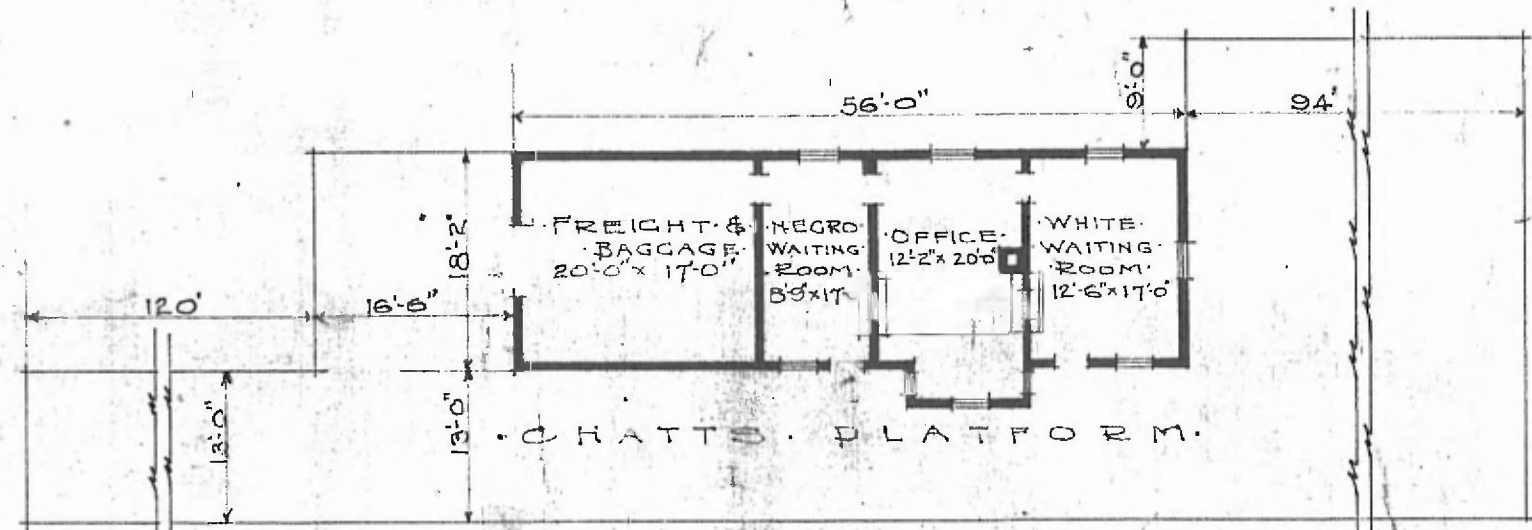 56'-0"
9'-0"
94'
·FREIGHT·&·
·BAGGAGE·
20'-0" x 17'-0"
·NEGRO·
WAITING·
·ROOM·
8'-9" x 17'-
·OFFICE·
12'-2" x 20'-0"
·WHITE·
WAITING·
·ROOM·
12'-6" x 17'-0"
18'-2"
120'
16'-6"
13'-0"
13'-0"
·CHATTS·PLATFORM·